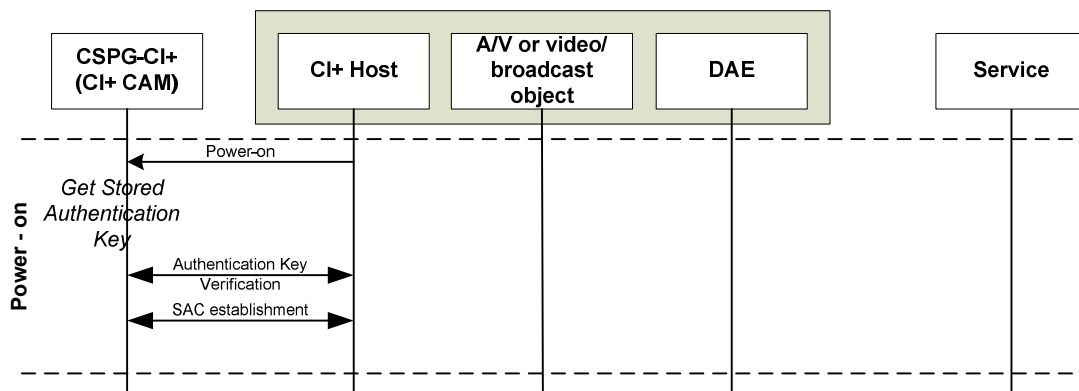 CSPG-CI+
(CI+ CAM)
CI+ Host
A/V or video/
broadcast
object
DAE
Service
Power-on
Get Stored
Authentication
Key
Authentication Key
Verification
SAC establishment
Power - on